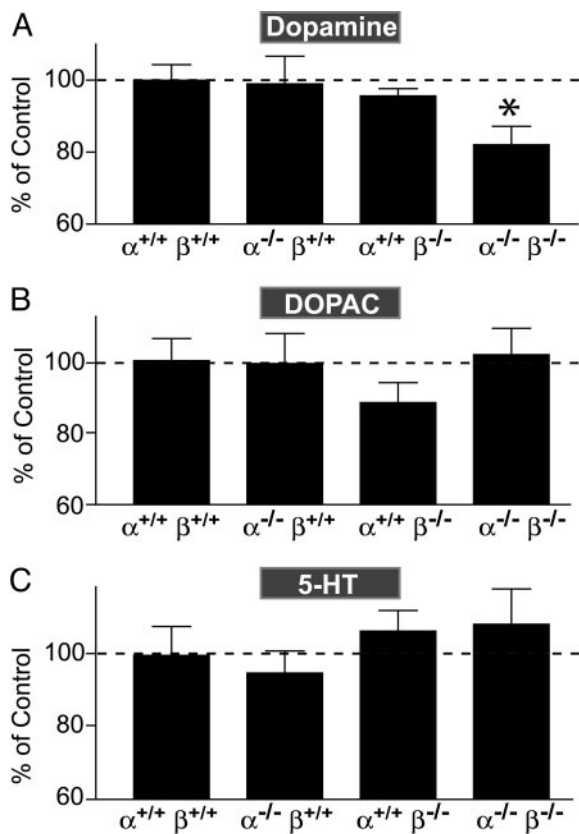 A
Dopamine
% of Control
100
80
60
*
α+/+ β+/+ α-/- β+/+ α+/+ β-/- α-/- β-/-
B
DOPAC
% of Control
100
80
60
α+/+ β+/+ α-/- β+/+ α+/+ β-/- α-/- β-/-
C
5-HT
% of Control
100
80
60
α+/+ β+/+ α-/- β+/+ α+/+ β-/- α-/- β-/-